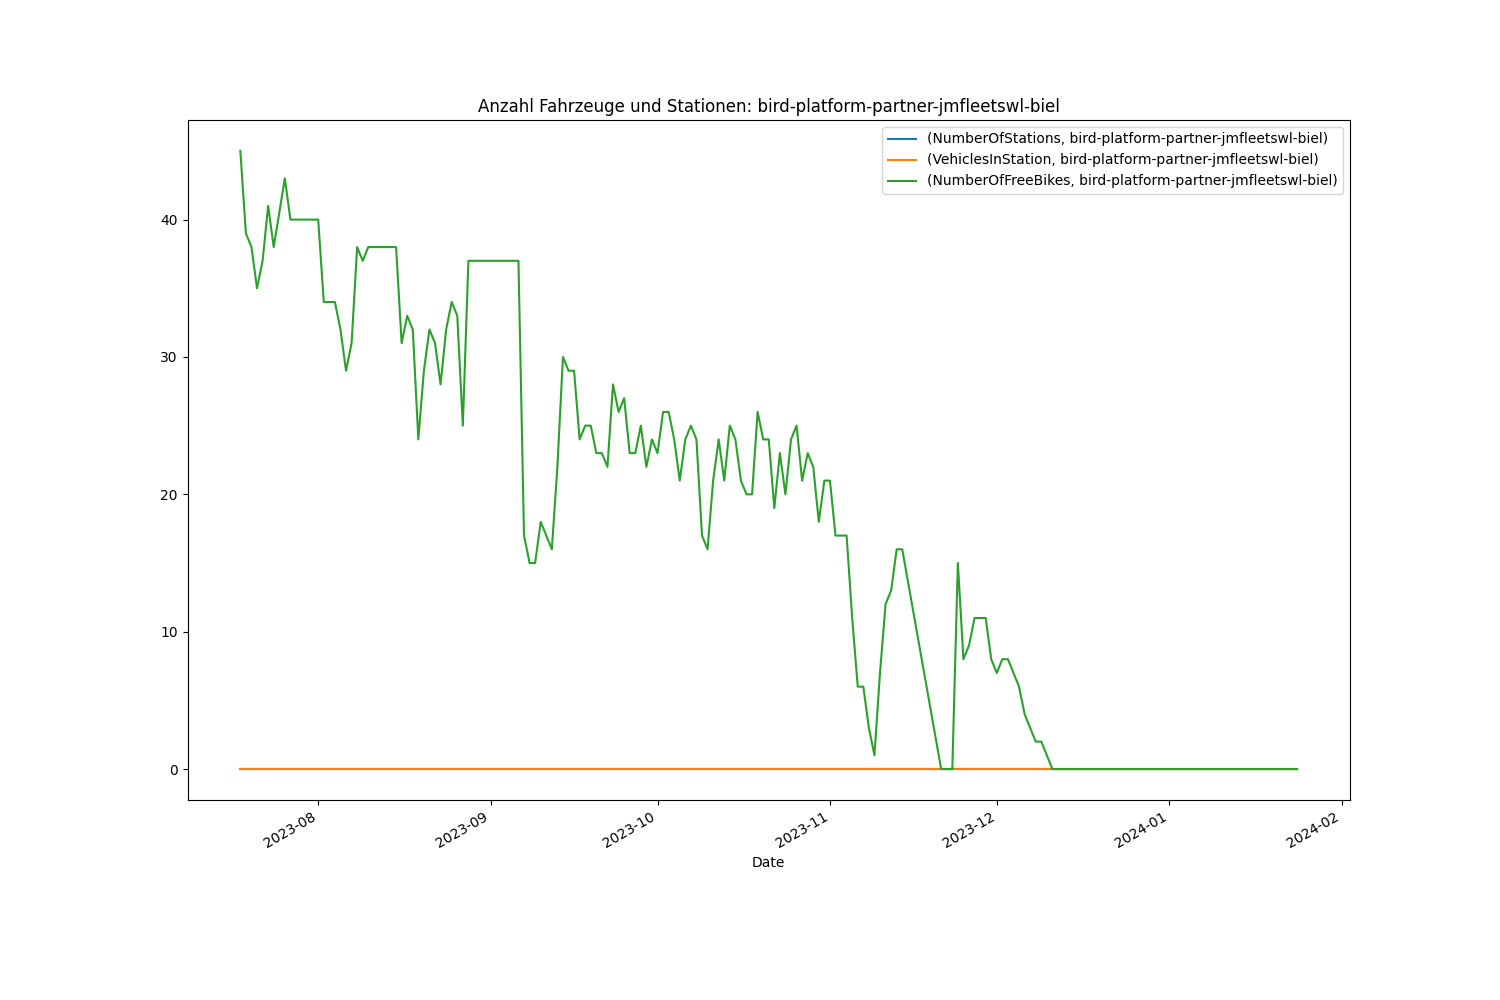 Anzahl Fahrzeuge und Stationen: bird-platform-partner-jmfleetswl-biel
(NumberOfStations, bird-platform-partner-jmfleetswl-biel)
(VehiclesInStation, bird-platform-partner-jmfleetswl-biel)
(NumberOfFreeBikes, bird-platform-partner-jmfleetswl-biel)
40
30
20
10
0
2023-08
2023-09
2023-10
2023-11
2023-12
2024-01
2024-02
Date